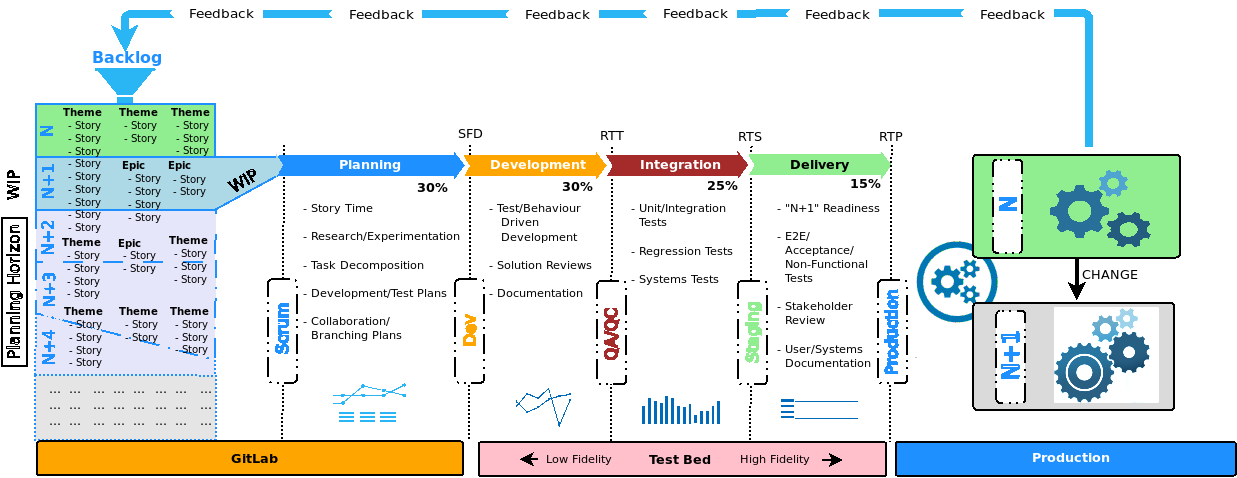 Feedback Feedback Feedback Feedback Feedback Feedback
Backlog
Theme Theme Theme
- Story - Story - Story
- Story - Story - Story
- Story - Story
N
- Story Epic Epic
- Story - Story - Story
- Story - Story - Story
- Story - Story
- Story - Story
N+1
WIP
WIP
N+2
Theme Epic Theme
- Story - Story - Story
- Story - Story - Story
- Story - Story
- Story
N+3
Theme Theme Theme
- Story - Story - Story
- Story - Story - Story
- Story - Story
- Story
N+4
Planning Horizon
... ... ... ... ... ... ... ...
... ... ... ... ... ... ... ...
... ... ... ... ... ... ... ...
SFD RTT RTS RTP
Planning
30%
- Story Time
- Research/Experimentation
- Task Decomposition
- Development/Test Plans
- Collaboration/
Branching Plans
Scrum
Development
30%
- Test/Behaviour
Driven
Development
- Solution Reviews
- Documentation
Dev
Integration
25%
- Unit/Integration
Tests
- Regression Tests
- Systems Tests
QA/QC
Delivery
15%
- "N+1" Readiness
- E2E/
Acceptance/
Non-Functional
Tests
- Stakeholder
Review
- User/Systems
Documentation
Staging
Production
N
CHANGE
N+1
GitLab
Low Fidelity Test Bed High Fidelity
Production